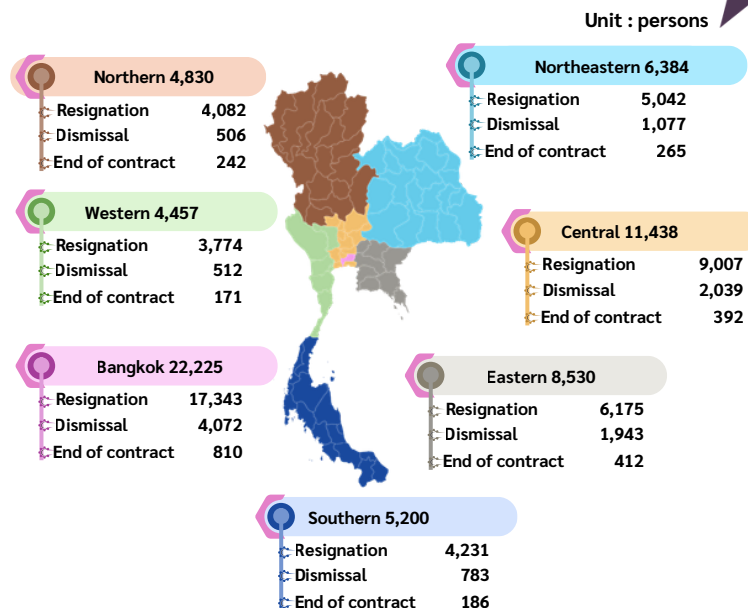 Unit : persons
Northern 4,830
Resignation 4,082
Dismissal 506
End of contract 242
Northeastern 6,384
Resignation 5,042
Dismissal 1,077
End of contract 265
Western 4,457
Resignation 3,774
Dismissal 512
End of contract 171
Central 11,438
Resignation 9,007
Dismissal 2,039
End of contract 392
Bangkok 22,225
Resignation 17,343
Dismissal 4,072
End of contract 810
Eastern 8,530
Resignation 6,175
Dismissal 1,943
End of contract 412
Southern 5,200
Resignation 4,231
Dismissal 783
End of contract 186